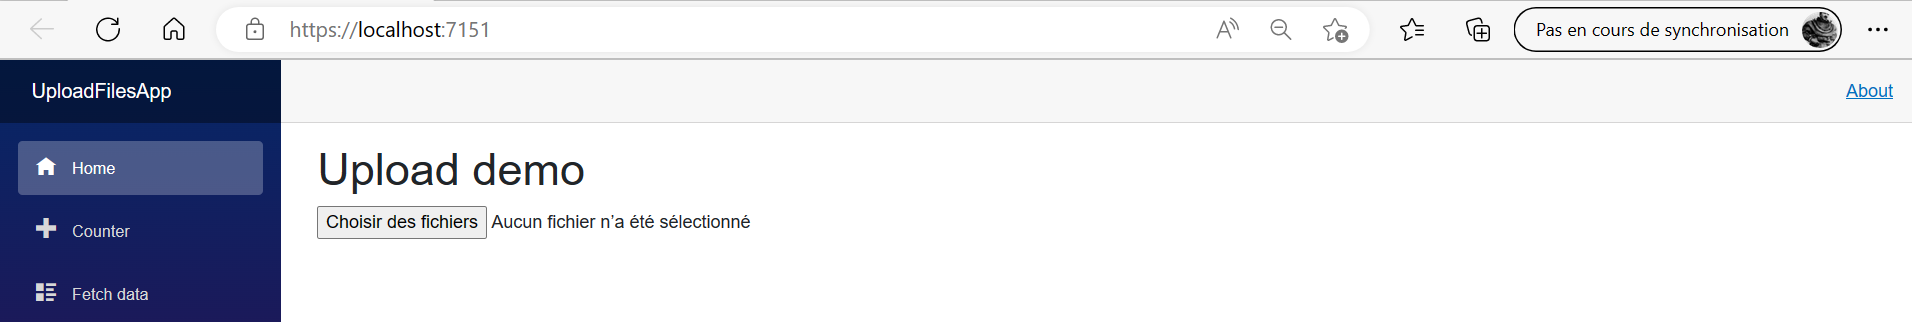 https://localhost:7151
Pas en cours de synchronisation
UploadFilesApp
About
Home
Counter
Fetch data
Upload demo
Choisir des fichiers Aucun fichier n’a été sélectionné